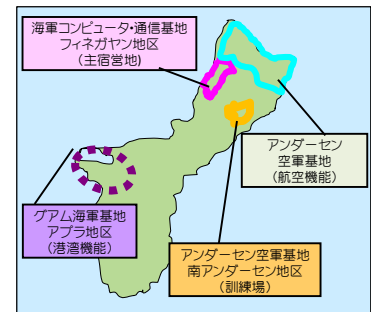 海軍コンピュータ・通信基地
フィネガヤン地区
（主宿営地)
アンダーセン
空軍基地
(航空機能)
グアム海軍基地
アプラ地区
（港湾機能）
アンダーセン空軍基地
南アンダーセン地区
（訓練場）